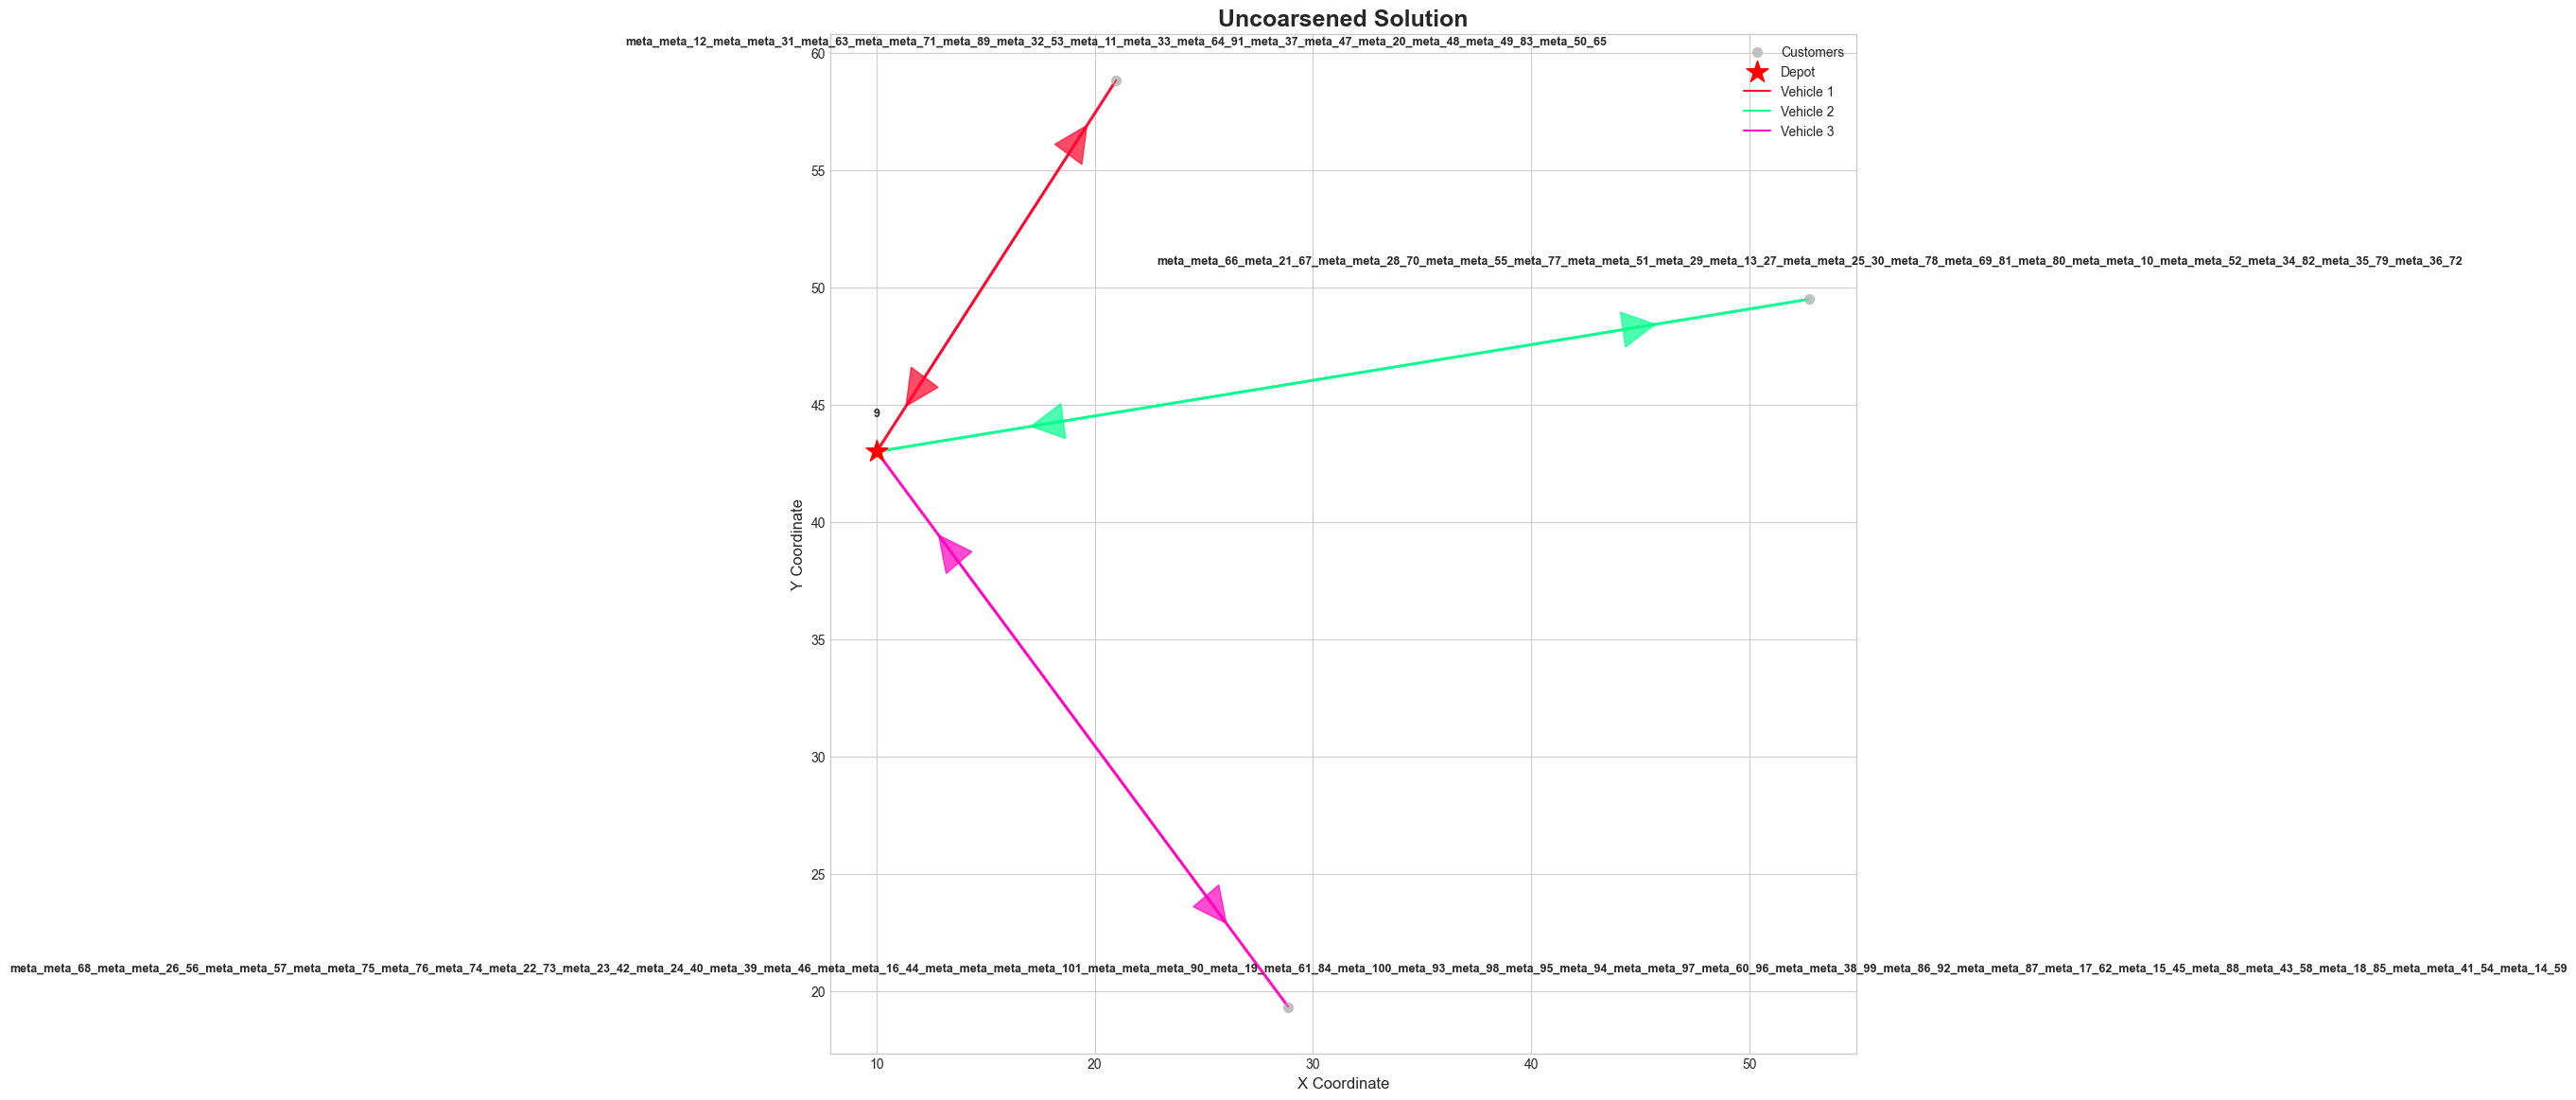 Uncoarsened Solution
meta_meta_12_meta_meta_31_meta_63_meta_meta_71_meta_89_meta_32_53_meta_11_meta_33_meta_64_91_meta_37_meta_47_meta_20_meta_48_meta_49_83_meta_50_65
Customers
Depot
Vehicle 1
Vehicle 2
Vehicle 3
60
55
meta_meta_66_meta_21_67_meta_meta_28_70_meta_meta_55_meta_77_meta_meta_51_meta_29_meta_13_27_meta_meta_25_30_meta_78_meta_69_81_meta_80_meta_meta_10_meta_meta_52_meta_34_82_meta_35_79_meta_36_72
50
45
9
Y Coordinate
40
35
30
25
meta_meta_68_meta_meta_26_56_meta_meta_57_meta_meta_75_meta_76_meta_74_meta_22_73_meta_23_42_meta_24_40_meta_39_meta_46_meta_meta_16_44_meta_meta_meta_101_meta_meta_meta_90_meta_19_meta_61_84_meta_100_meta_93_meta_98_meta_95_meta_94_meta_meta_97_meta_60_96_meta_meta_38_99_meta_86_92_meta_meta_87_meta_17_62_meta_15_45_meta_88_meta_43_58_meta_18_85_meta_meta_41_54_meta_14_59
20
10 20 30 40 50
X Coordinate